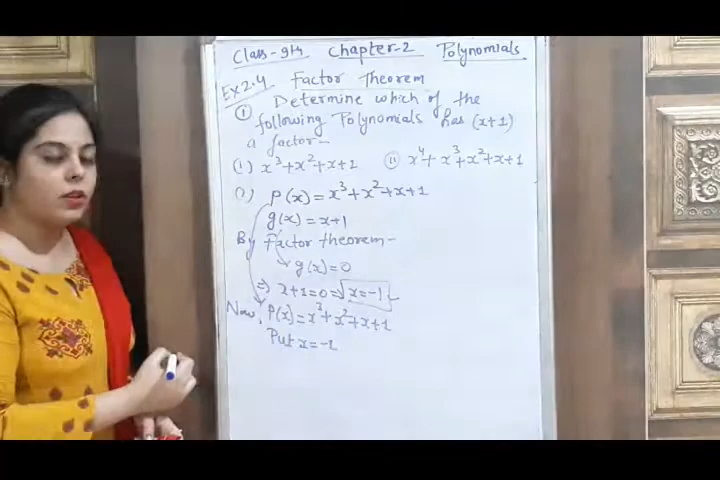 Class-9th Chapter-2 Polynomials
Ex 2.4 Factor Theorem
① Determine which of the
following Polynomials has (x+1)
a factor-
(i) x³+x²+x+1 (ii) x⁴+x³+x²+x+1
(i) P(x)=x³+x²+x+1
g(x)=x+1
By Factor theorem-
g(x)=0
⇒ x+1=0=x=-1
Now, P(x)=x³+x²+x+1
Put x=-1